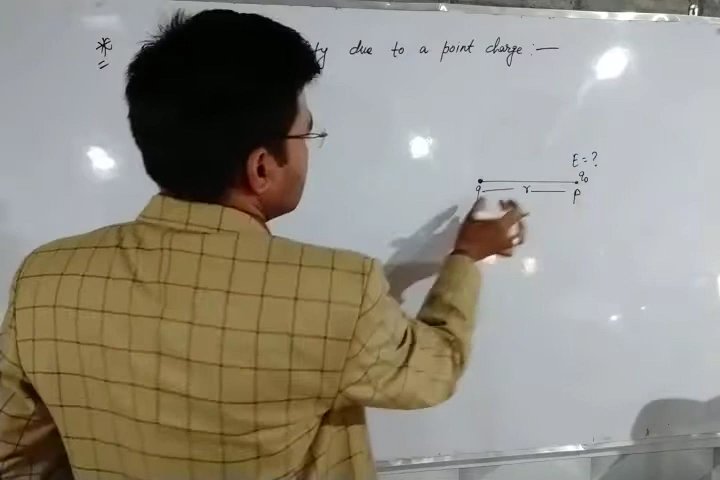 * ty due to a point charge :—
E = ?
q₀
q — r — P